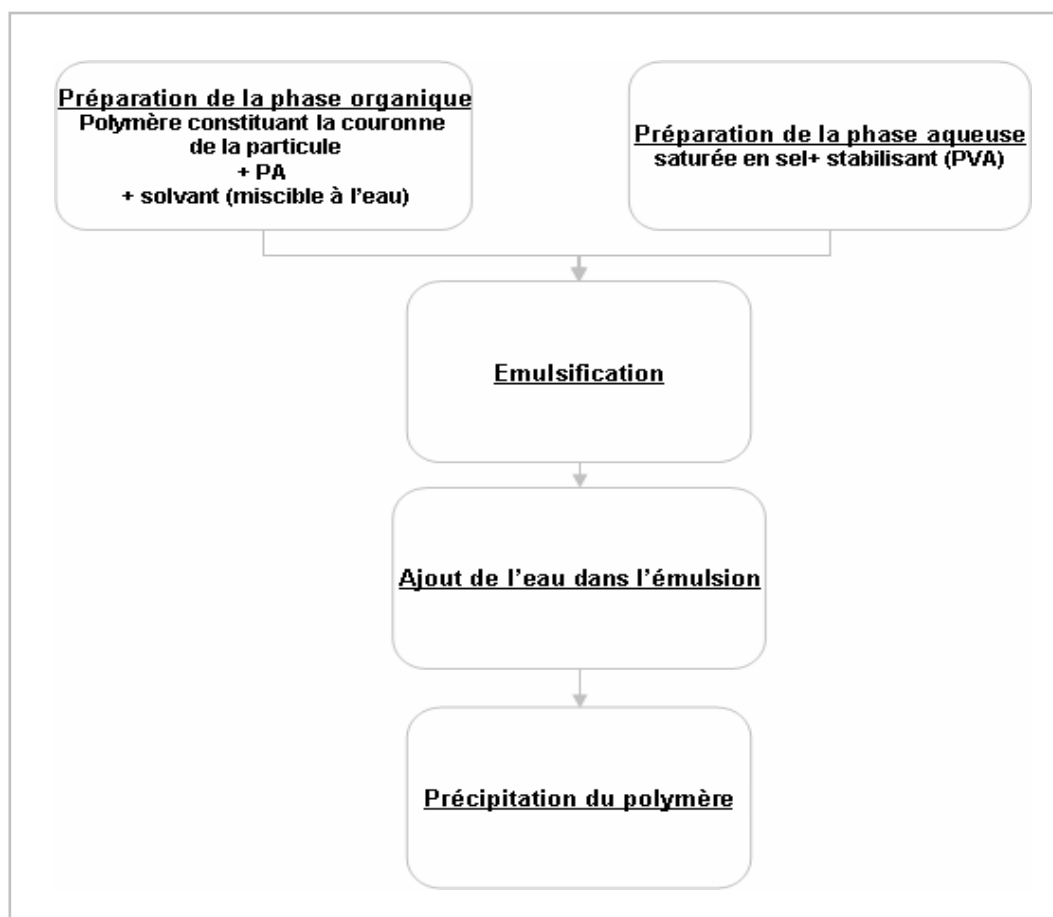 Préparation de la phase organique
Polymère constituant la couronne
de la particule
+ PA
+ solvant (miscible à l'eau)
Préparation de la phase aqueuse
saturée en sel+ stabilisant (PVA)
Emulsification
Ajout de l'eau dans l'émulsion
Précipitation du polymère